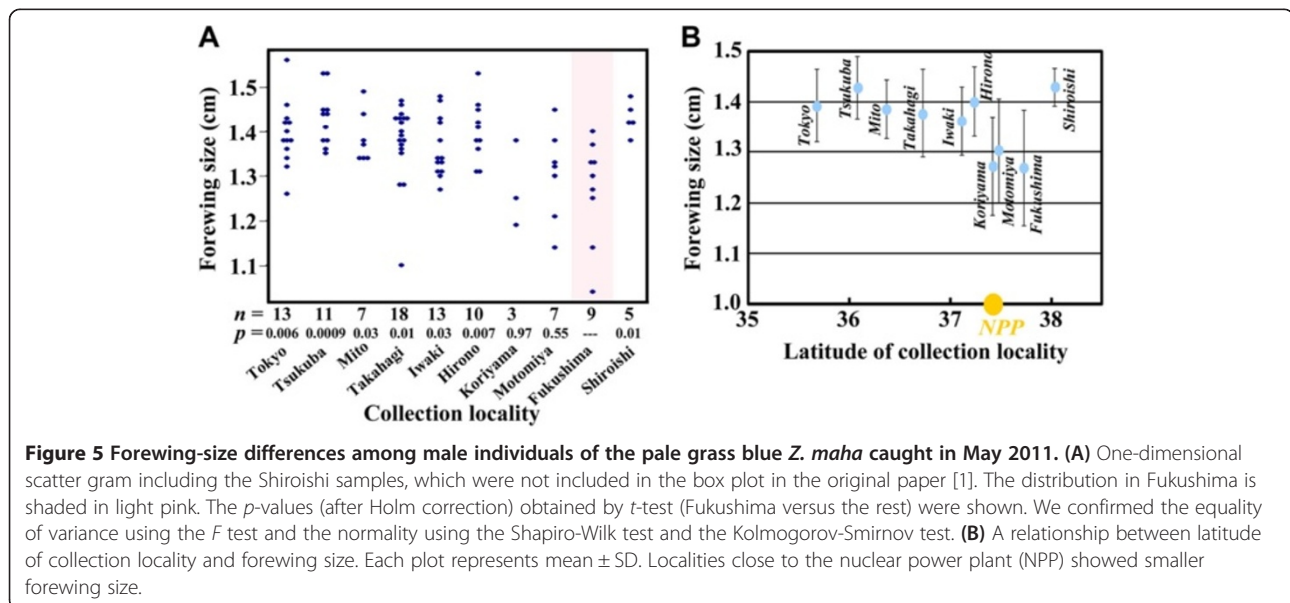 A
Forewing size (cm)
1.5
1.4
1.3
1.2
1.1
n = 13 11 7 18 13 10 3 7 9 5
p = 0.006 0.0009 0.03 0.01 0.03 0.007 0.97 0.55 --- 0.01
Tokyo
Tsukuba
Mito
Takahagi
Iwaki
Hirono
Koriyama
Motomiya
Fukushima
Shiroishi
Collection locality
B
Forewing size (cm)
1.5
1.4
1.3
1.2
1.1
1.0
Tokyo
Tsukuba
Mito
Takahagi
Iwaki
Hirono
Koriyama
Motomiya
Fukushima
Shiroishi
35 36 37 38
NPP
Latitude of collection locality
Figure 5 Forewing-size differences among male individuals of the pale grass blue Z. maha caught in May 2011. (A) One-dimensional
scatter gram including the Shiroishi samples, which were not included in the box plot in the original paper [1]. The distribution in Fukushima is
shaded in light pink. The p-values (after Holm correction) obtained by t-test (Fukushima versus the rest) were shown. We confirmed the equality
of variance using the F test and the normality using the Shapiro-Wilk test and the Kolmogorov-Smirnov test. (B) A relationship between latitude
of collection locality and forewing size. Each plot represents mean ± SD. Localities close to the nuclear power plant (NPP) showed smaller
forewing size.